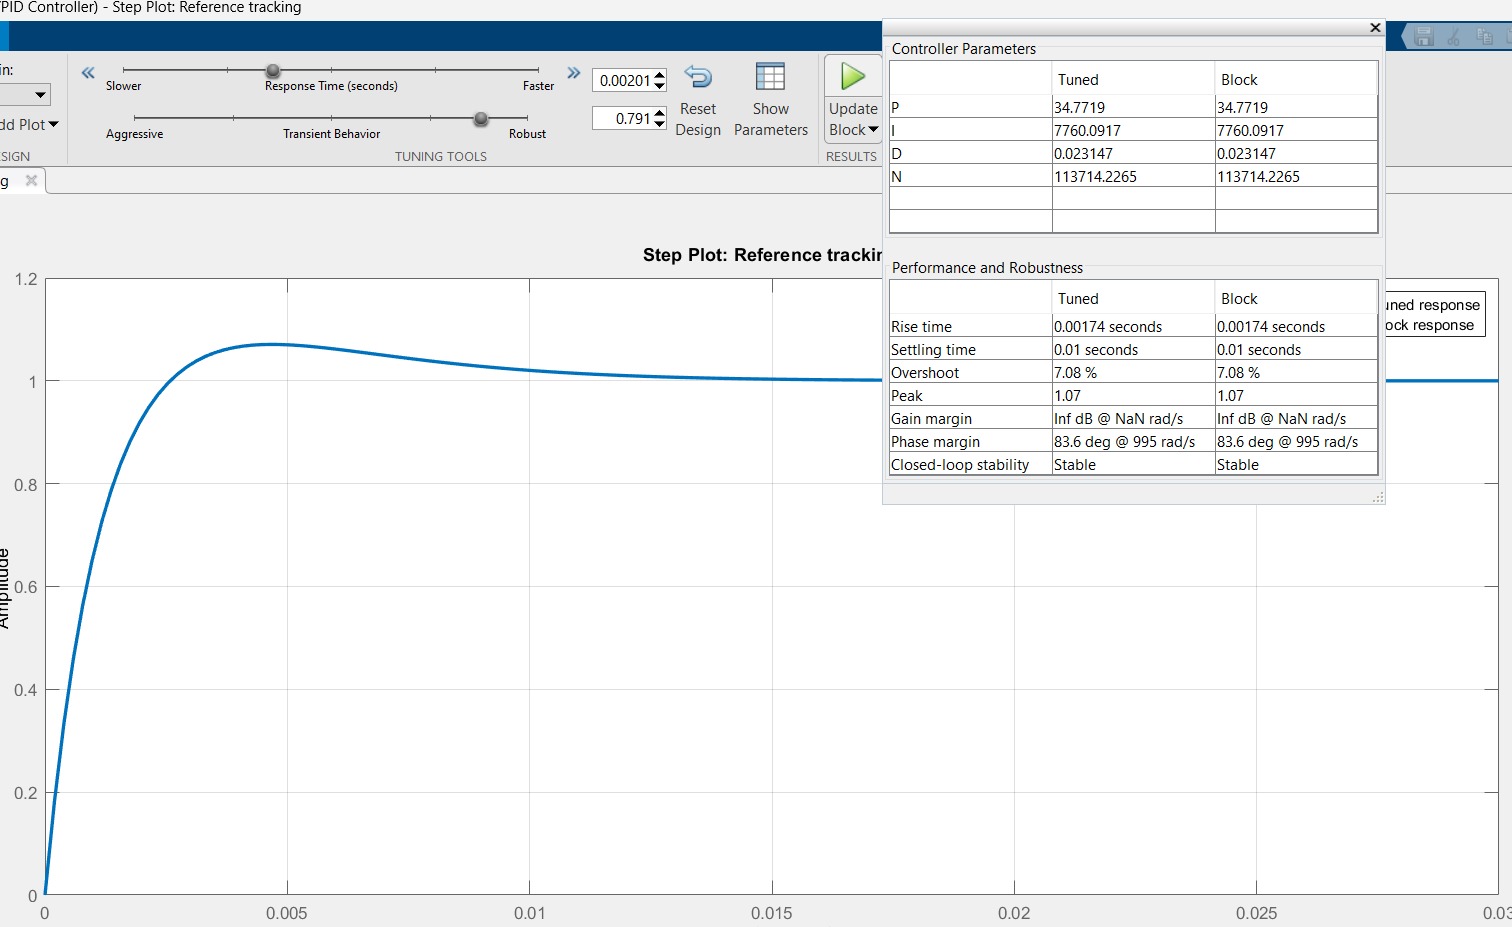 PID Controller) - Step Plot: Reference tracking
in:
Slower
Response Time (seconds)
Faster
0.00201
dd Plot
Aggressive
Transient Behavior
Robust
0.791
Reset
Design
Show
Parameters
Update
Block
SIGN
TUNING TOOLS
RESULTS
g
Controller Parameters
Tuned Block
P 34.7719 34.7719
I 7760.0917 7760.0917
D 0.023147 0.023147
N 113714.2265 113714.2265
Performance and Robustness
Tuned Block
Rise time 0.00174 seconds 0.00174 seconds
Settling time 0.01 seconds 0.01 seconds
Overshoot 7.08 % 7.08 %
Peak 1.07 1.07
Gain margin Inf dB @ NaN rad/s Inf dB @ NaN rad/s
Phase margin 83.6 deg @ 995 rad/s 83.6 deg @ 995 rad/s
Closed-loop stability Stable Stable
Step Plot: Reference trackin
uned response
ock response
Amplitude
1.2
1
0.8
0.6
0.4
0.2
0
0 0.005 0.01 0.015 0.02 0.025 0.03